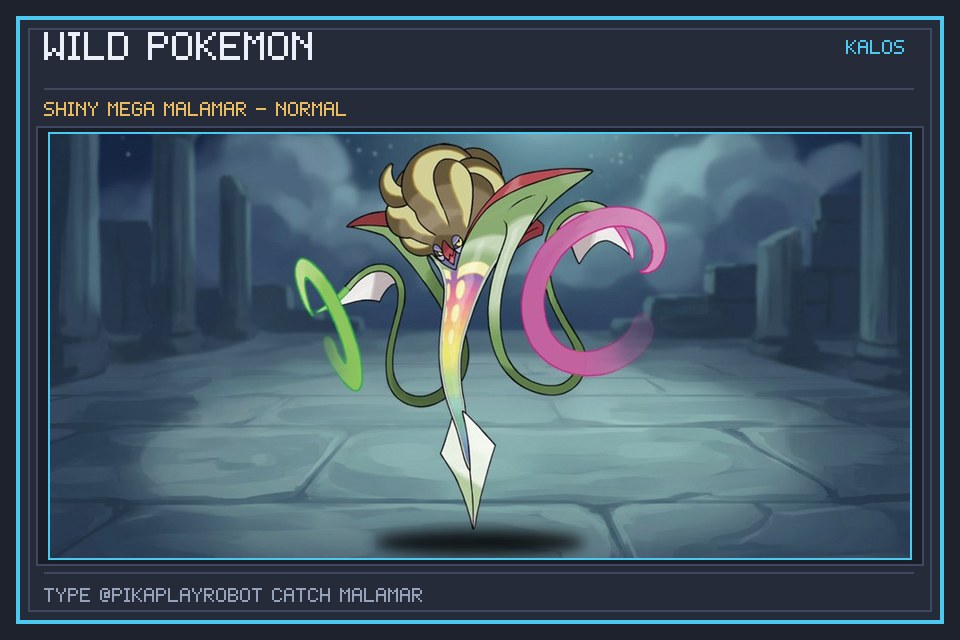 WILD POKEMON
KALOS
SHINY MEGA MALAMAR - NORMAL
TYPE @PIKAPLAYROBOT CATCH MALAMAR